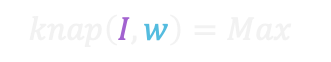 knap(I,w) = Max